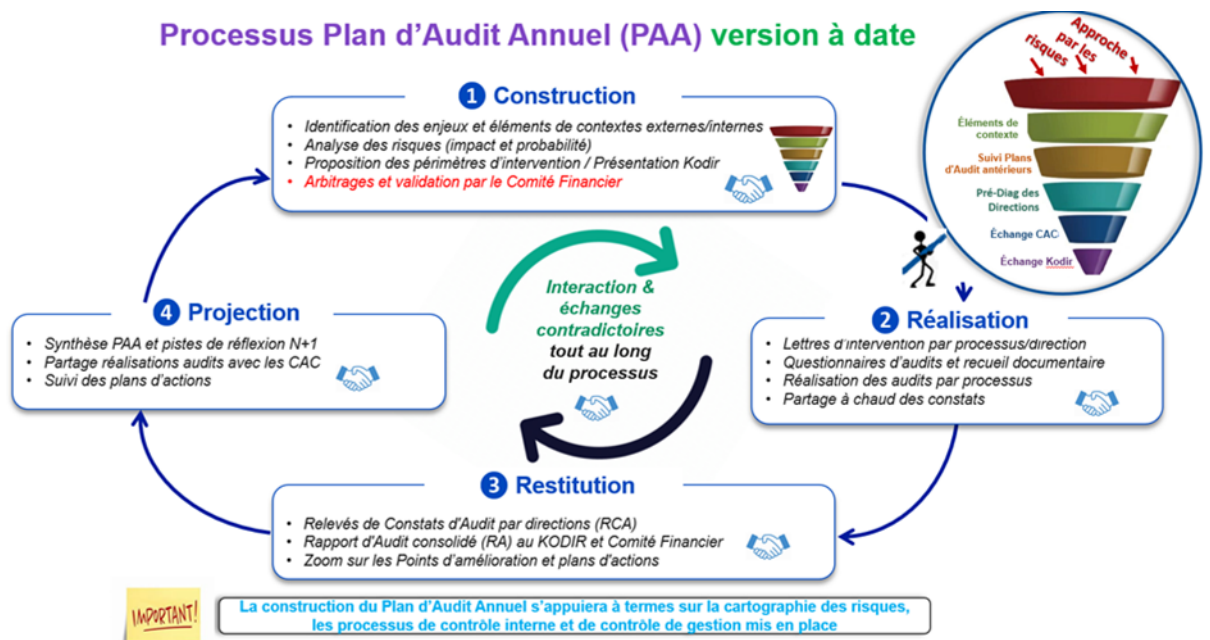 Processus Plan d'Audit Annuel (PAA) version à date
Approche
par les
risques
Éléments de
contexte
Suivi Plans
d'Audit antérieurs
Pré-Diag des
Directions
Échange CAC
Échange Kodir
1 Construction
• Identification des enjeux et éléments de contextes externes/internes
• Analyse des risques (impact et probabilité)
• Proposition des périmètres d'intervention / Présentation Kodir
• Arbitrages et validation par le Comité Financier
2 Réalisation
• Lettres d'intervention par processus/direction
• Questionnaires d'audits et recueil documentaire
• Réalisation des audits par processus
• Partage à chaud des constats
Interaction &
échanges
contradictoires
tout au long
du processus
4 Projection
• Synthèse PAA et pistes de réflexion N+1
• Partage réalisations audits avec les CAC
• Suivi des plans d'actions
3 Restitution
• Relevés de Constats d'Audit par directions (RCA)
• Rapport d'Audit consolidé (RA) au KODIR et Comité Financier
• Zoom sur les Points d'amélioration et plans d'actions
IMPORTANT!
La construction du Plan d'Audit Annuel s'appuiera à termes sur la cartographie des risques,
les processus de contrôle interne et de contrôle de gestion mis en place